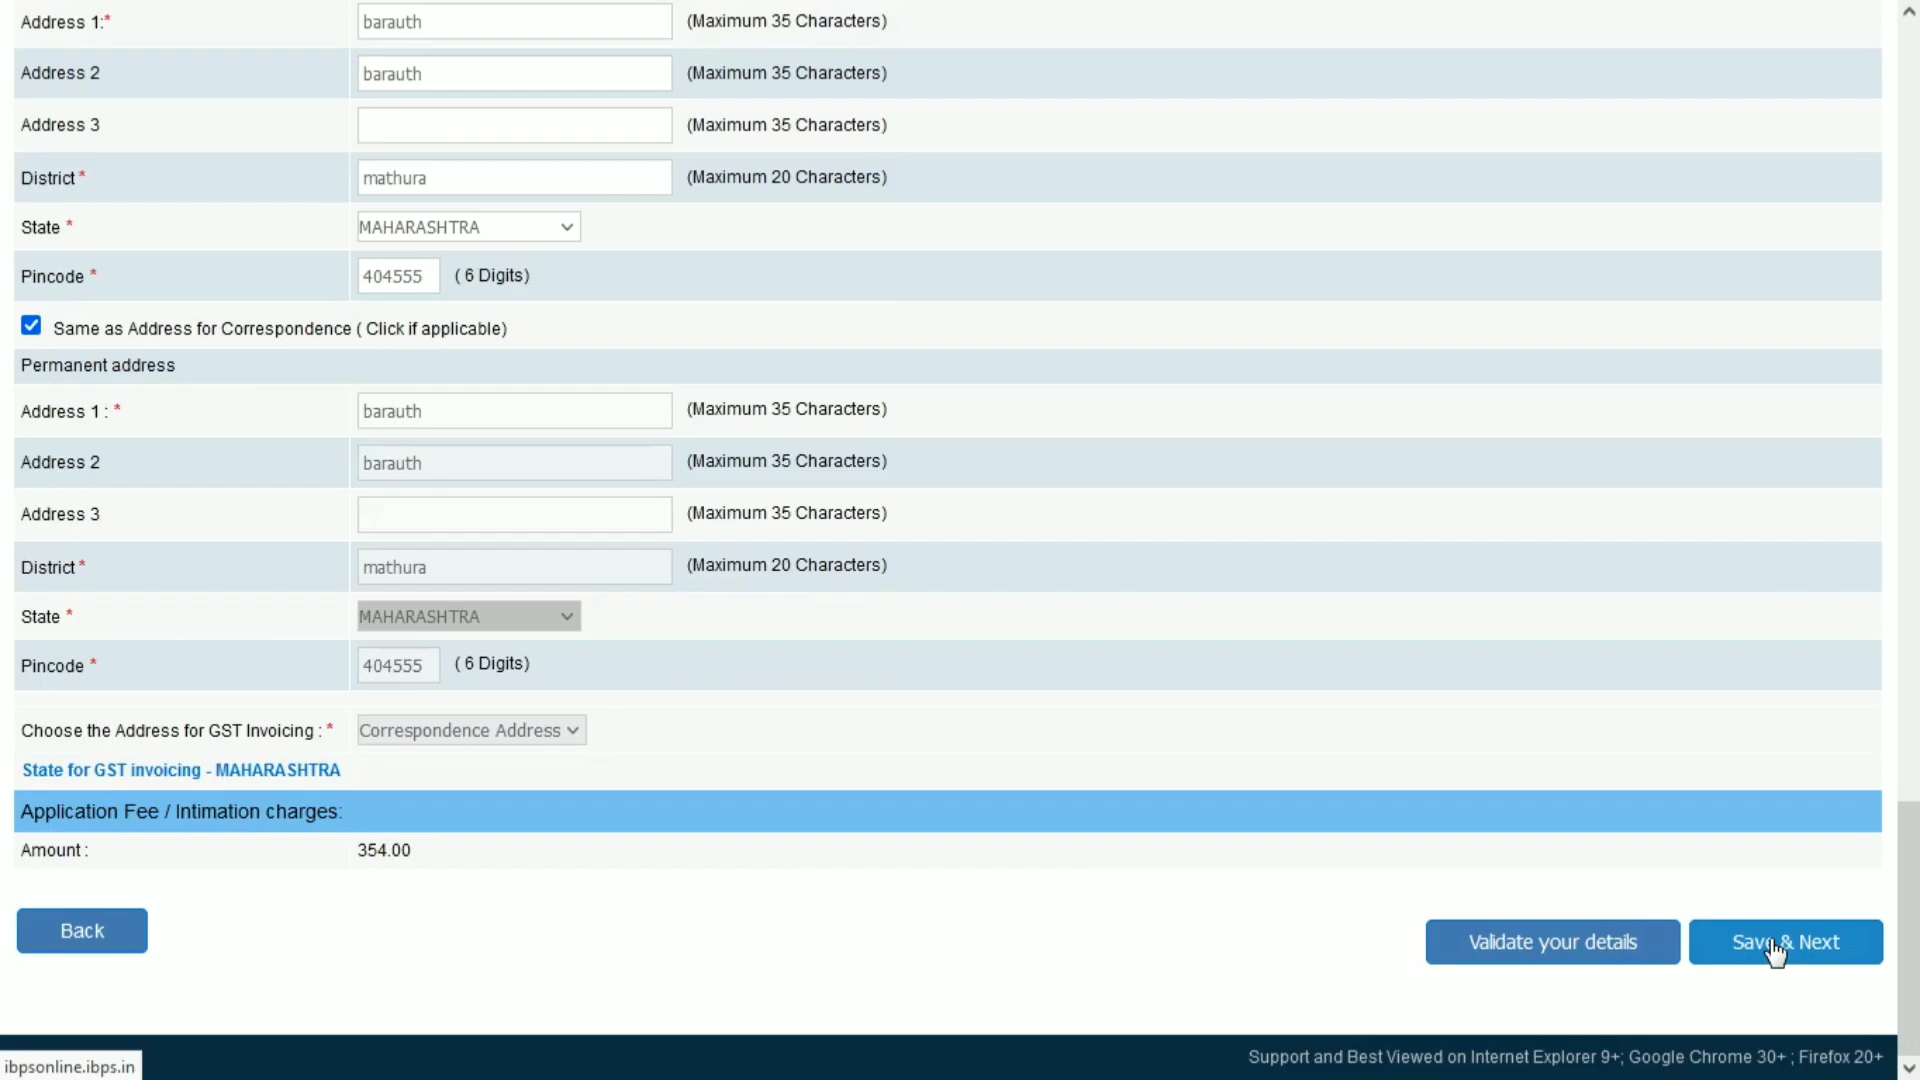 Address 1:* barauth (Maximum 35 Characters)
Address 2 barauth (Maximum 35 Characters)
Address 3 (Maximum 35 Characters)
District * mathura (Maximum 20 Characters)
State * MAHARASHTRA
Pincode * 404555 ( 6 Digits)
Same as Address for Correspondence ( Click if applicable)
Permanent address
Address 1 : * barauth (Maximum 35 Characters)
Address 2 barauth (Maximum 35 Characters)
Address 3 (Maximum 35 Characters)
District * mathura (Maximum 20 Characters)
State * MAHARASHTRA
Pincode * 404555 ( 6 Digits)
Choose the Address for GST Invoicing : * Correspondence Address
State for GST invoicing - MAHARASHTRA
Application Fee / Intimation charges:
Amount : 354.00
Back
Validate your details Save & Next
Support and Best Viewed on Internet Explorer 9+; Google Chrome 30+ ; Firefox 20+
ibpsonline.ibps.in